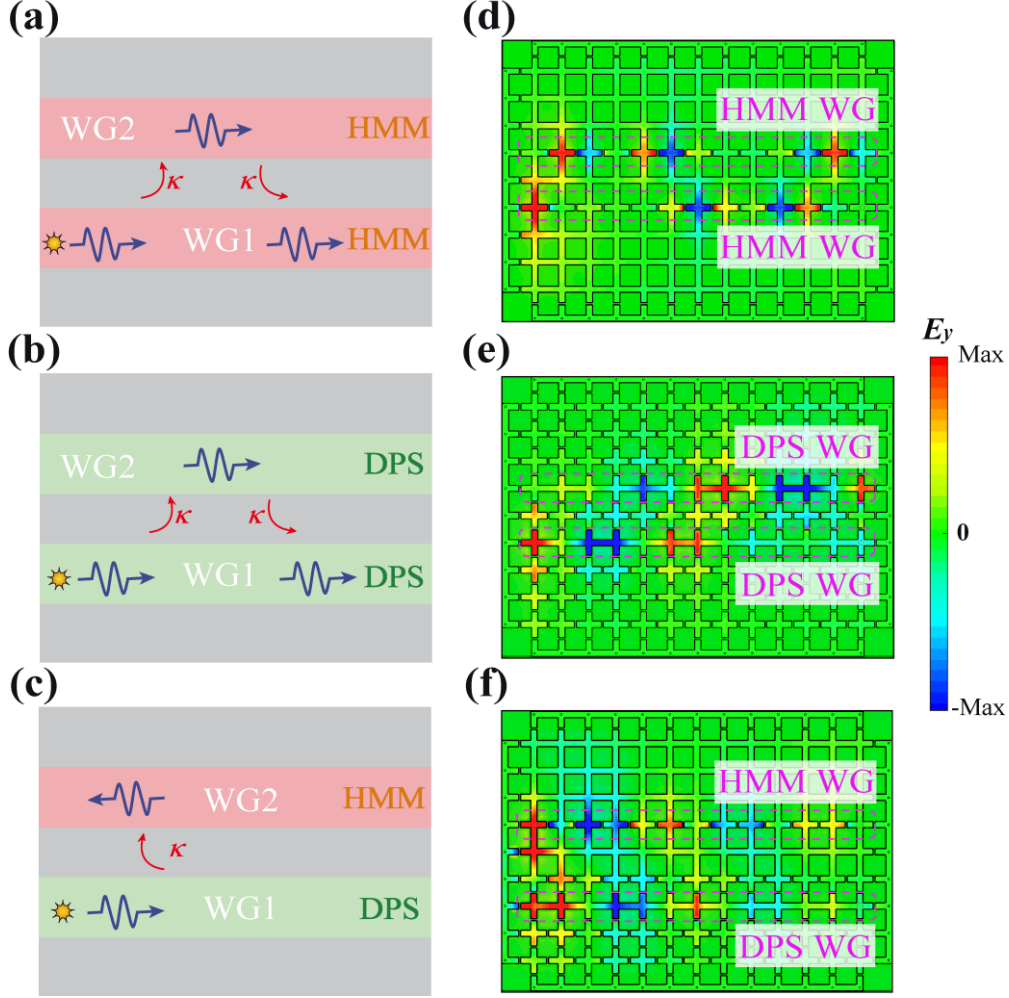 (a)
WG2
HMM
κ
κ
WG1
HMM
(d)
HMM WG
HMM WG
(b)
WG2
DPS
κ
κ
WG1
DPS
(e)
DPS WG
DPS WG
Ey
Max
0
-Max
(c)
WG2
HMM
κ
WG1
DPS
(f)
HMM WG
DPS WG